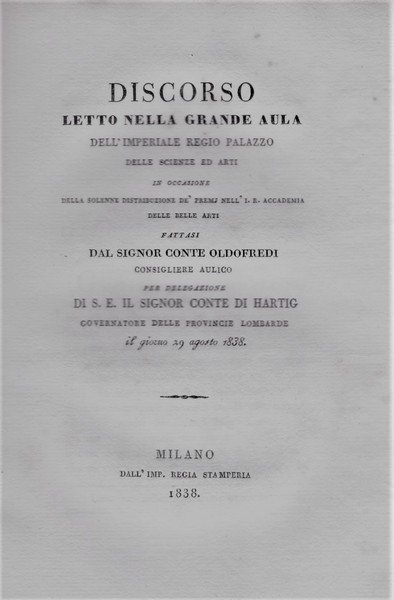 DISCORSO
LETTO NELLA GRANDE AULA
DELL'IMPERIALE REGIO PALAZZO
DELLE SCIENZE ED ARTI
IN OCCASIONE
DELLA SOLENNE DISTRIBUZIONE DE' PREMJ NELL' I. R. ACCADEMIA
DELLE BELLE ARTI
FATTASI
DAL SIGNOR CONTE OLDOFREDI
CONSIGLIERE AULICO
PER DELEGAZIONE
DI S. E. IL SIGNOR CONTE DI HARTIG
GOVERNATORE DELLE PROVINCIE LOMBARDE
il giorno 29 agosto 1838.
MILANO
DALL' IMP. REGIA STAMPERIA
1838.